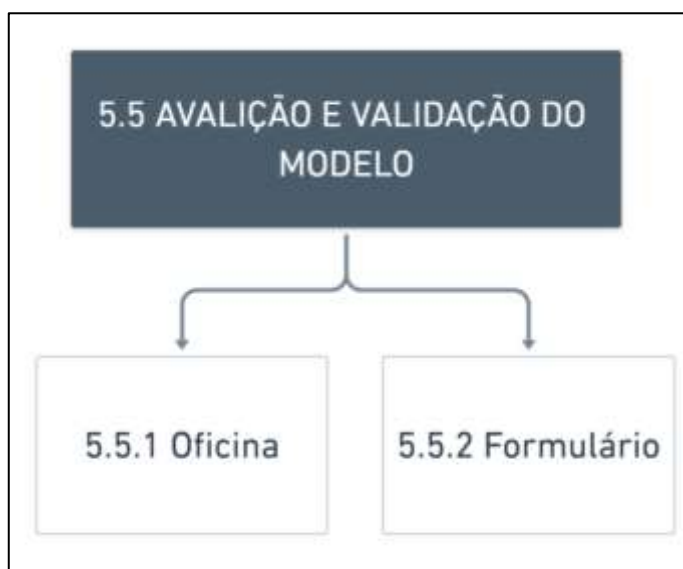 5.5 AVALIÇÃO E VALIDAÇÃO DO
MODELO
5.5.1 Oficina
5.5.2 Formulário